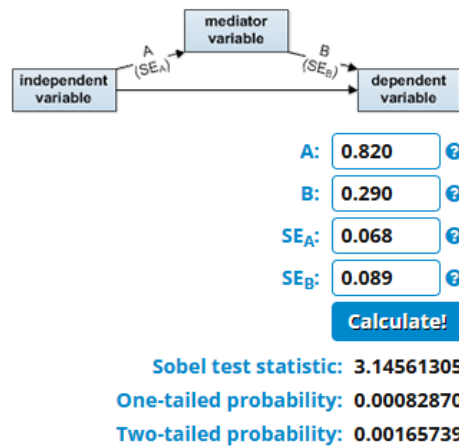 mediator
variable
A
(SEA)
B
(SEB)
independent
variable
dependent
variable
A: 0.820 ?
B: 0.290 ?
SEA: 0.068 ?
SEB: 0.089 ?
Calculate!
Sobel test statistic: 3.14561305
One-tailed probability: 0.00082870
Two-tailed probability: 0.00165739